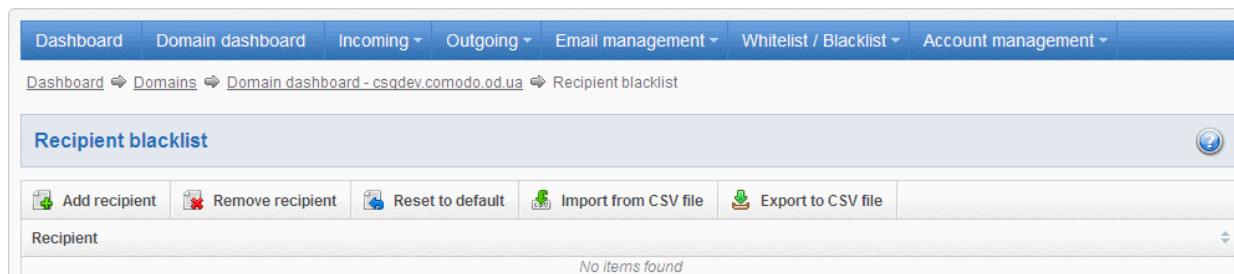 Dashboard Domain dashboard Incoming Outgoing Email management Whitelist / Blacklist Account management
Dashboard Domains Domain dashboard - csgdev.comodo.od.ua Recipient blacklist
Recipient blacklist
Add recipient Remove recipient Reset to default Import from CSV file Export to CSV file
Recipient
No items found